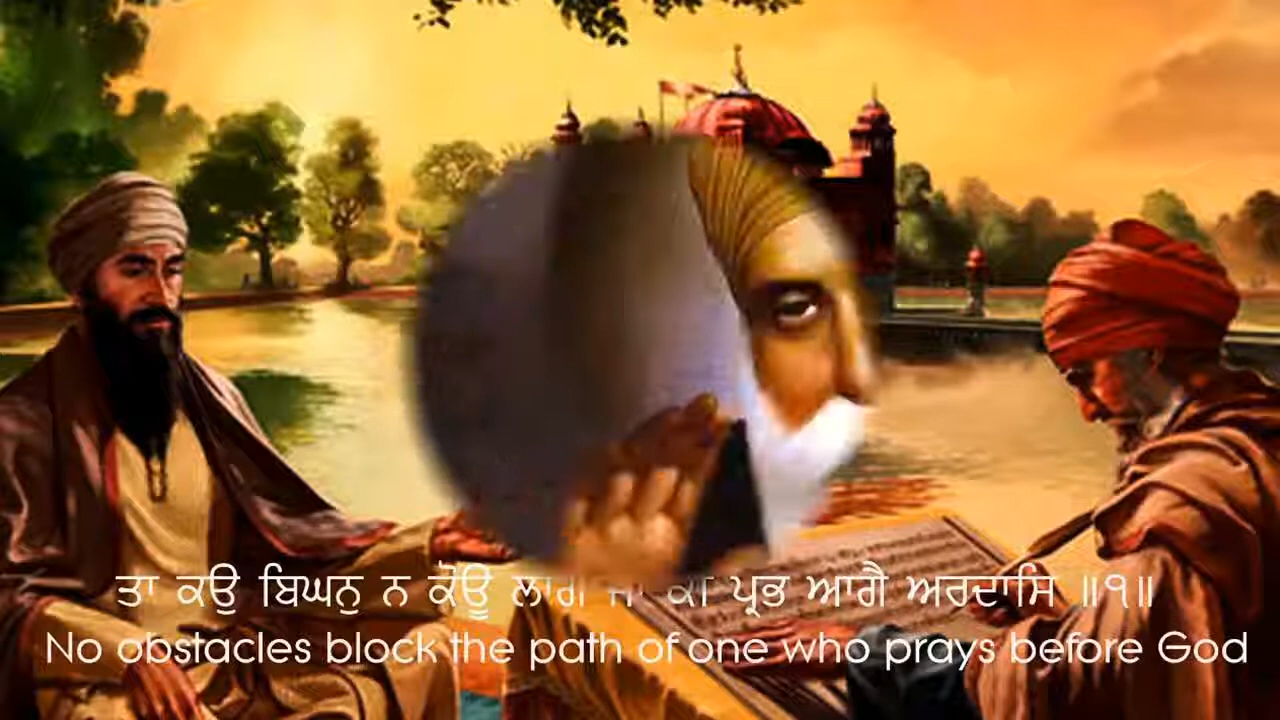 ਤਾ ਕਉ ਬਿਘਨੁ ਨ ਕੋਊ ਪ੍ਰਭ ਆਗੈ ਅਰਦਾਸਿ ॥੧॥
No obstacles block the path of one who prays before God